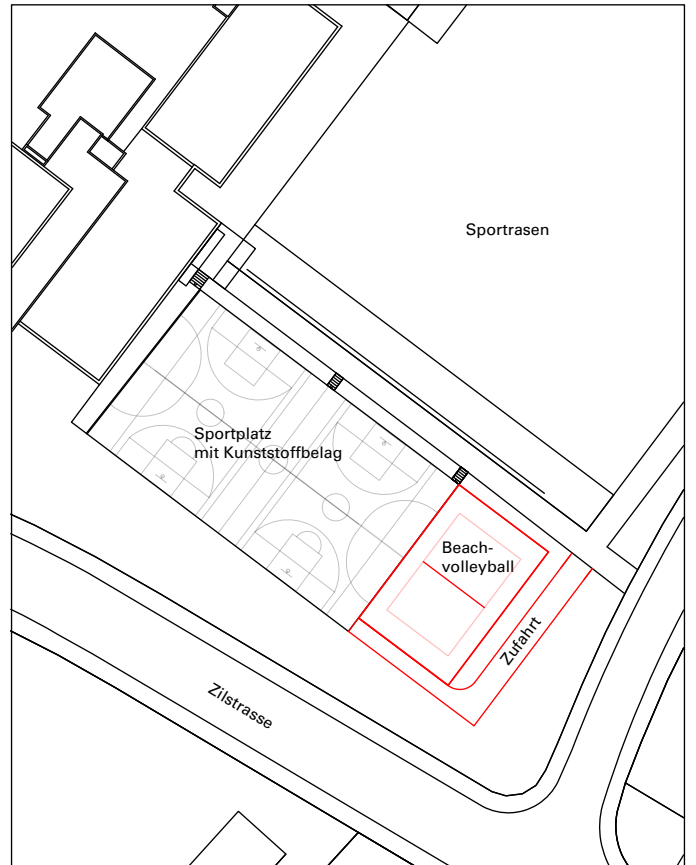 Sportrasen
Sportplatz
mit Kunststoffbelag
Beach-
volleyball
Zufahrt
Zilstrasse